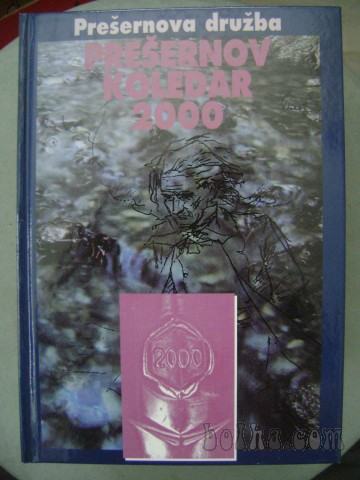 Prešernova družba
PREŠERNOV
KOLEDAR
2000
2000
bolha.com